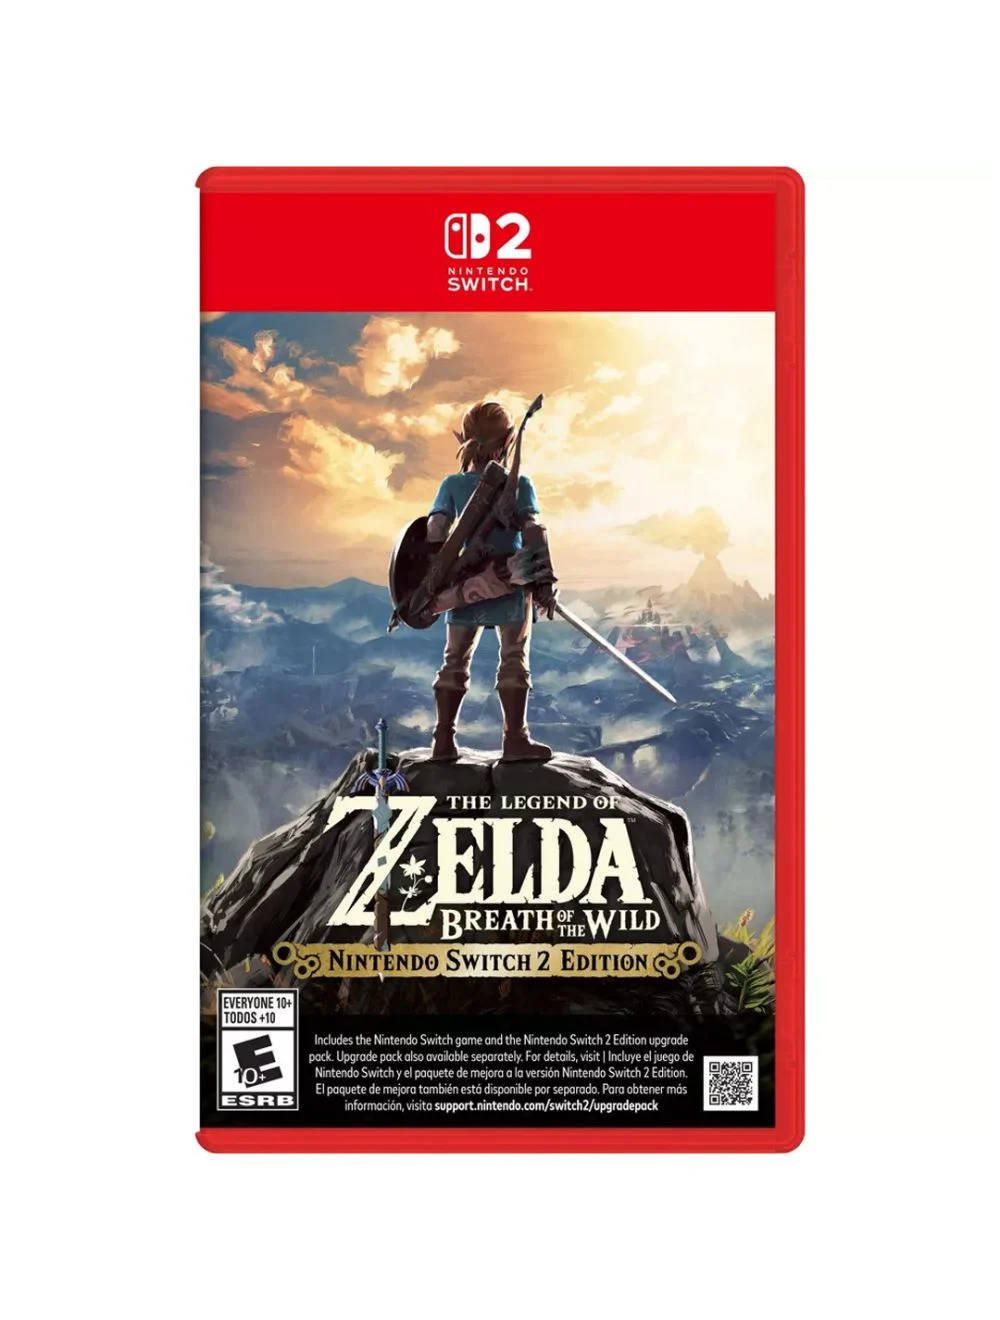 2
NINTENDO
SWITCH™
THE LEGEND OF
ZELDA™
BREATH OF THE WILD
NINTENDO SWITCH 2 EDITION
EVERYONE 10+
TODOS +10
E
10+
ESRB
Includes the Nintendo Switch game and the Nintendo Switch 2 Edition upgrade
pack. Upgrade pack also available separately. For details, visit | Incluye el juego de
Nintendo Switch y el paquete de mejora a la versión Nintendo Switch 2 Edition.
El paquete de mejora también está disponible por separado. Para obtener más
información, visita support.nintendo.com/switch2/upgradepack